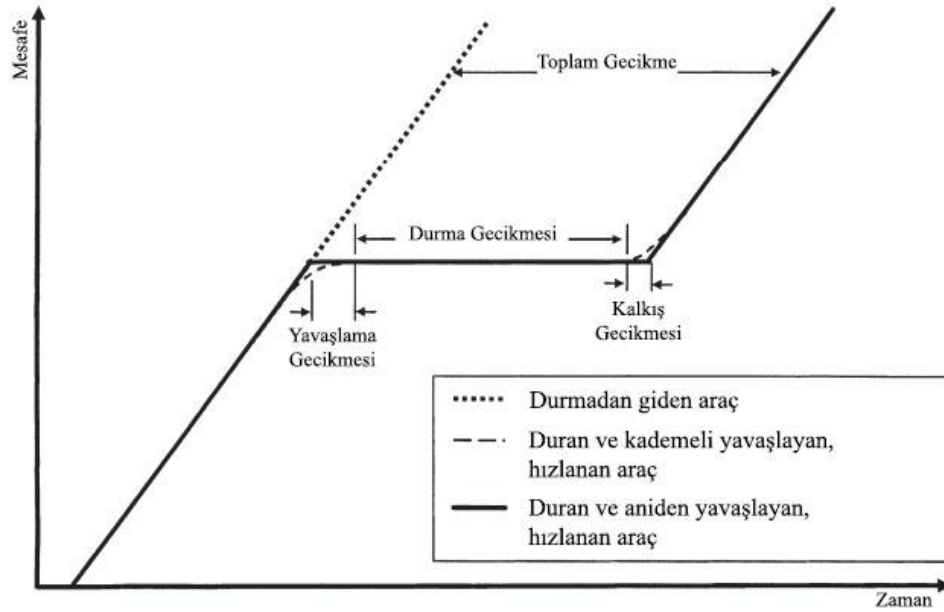 Mesafe
Toplam Gecikme
Durma Gecikmesi
Yavaşlama
Gecikmesi
Kalkış
Gecikmesi
Durmadan giden araç
Duran ve kademeli yavaşlayan,
hızlanan araç
Duran ve aniden yavaşlayan,
hızlanan araç
Zaman